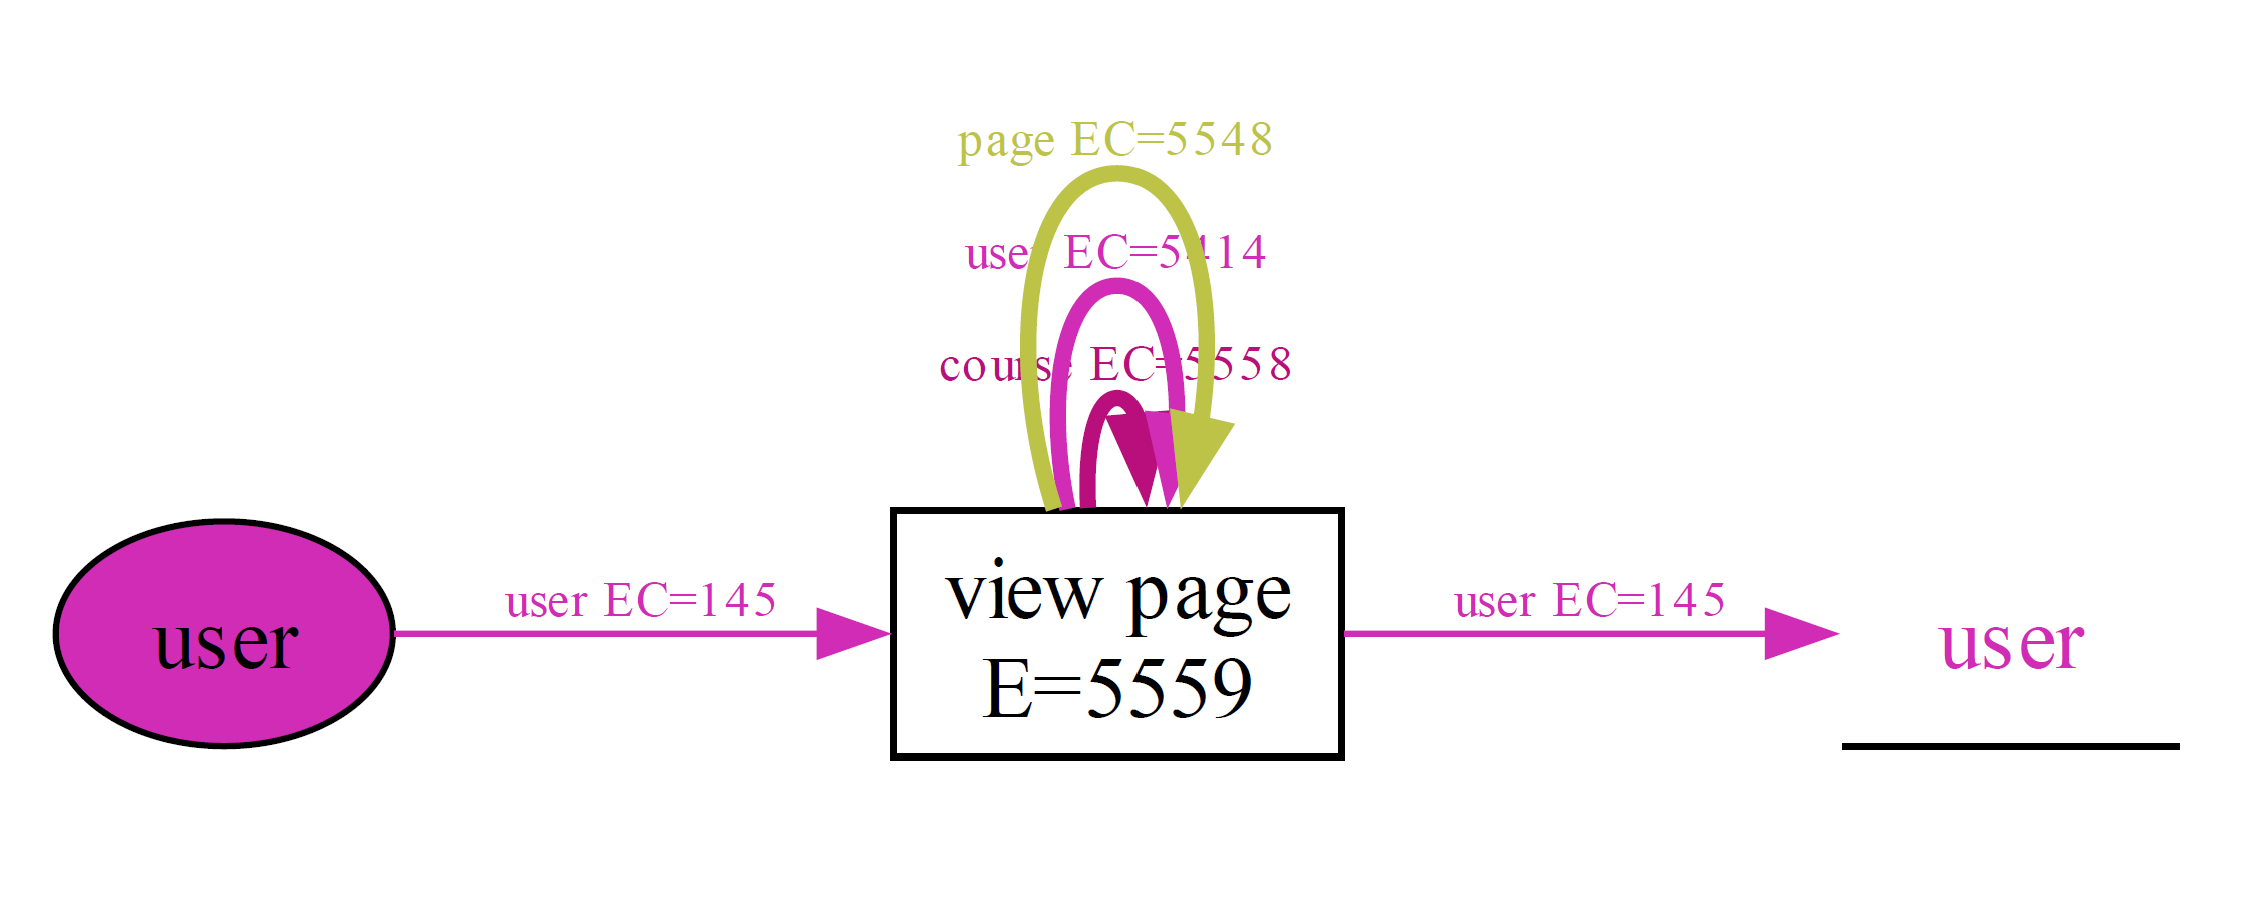 page EC=5548
user EC=5414
course EC=5558
user
user EC=145
view page
E=5559
user EC=145
user